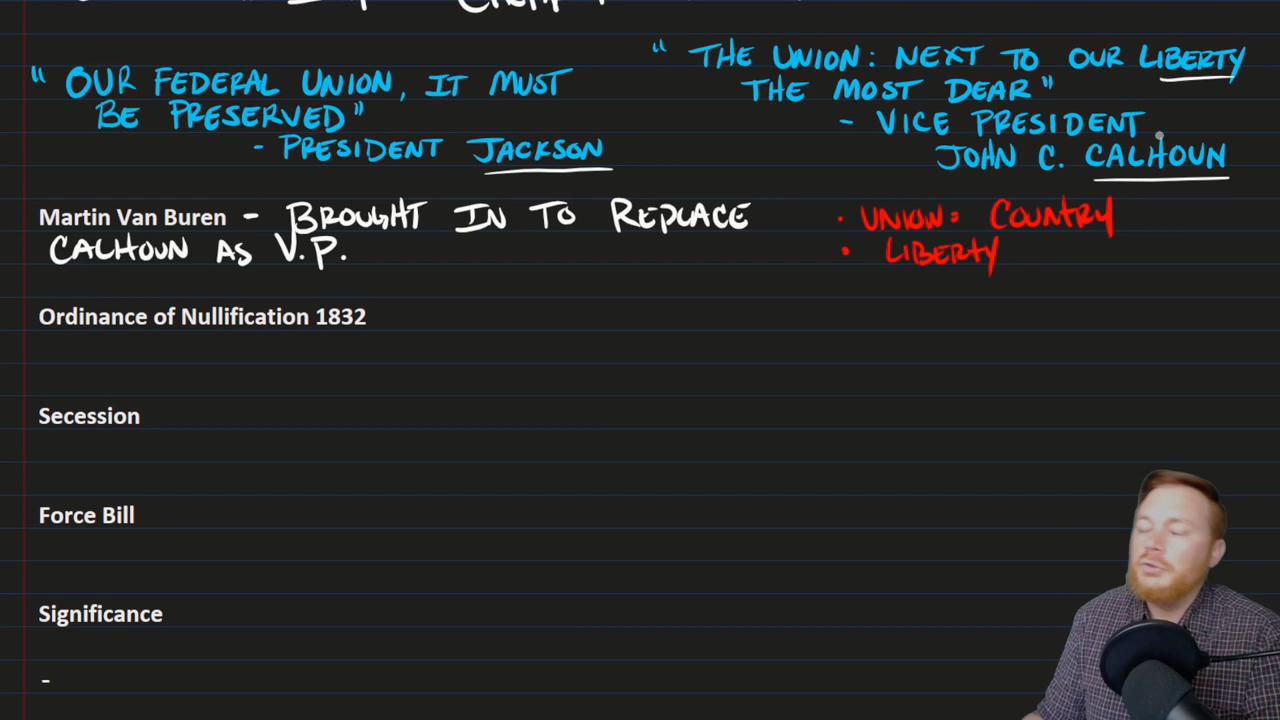 " OUR FEDERAL UNION, IT MUST
BE PRESERVED"
- PRESIDENT JACKSON
" THE UNION: NEXT TO OUR LIBERTY
THE MOST DEAR"
- VICE PRESIDENT
JOHN C. CALHOUN
Martin Van Buren - BROUGHT IN TO REPLACE
CALHOUN AS V.P.
• UNION = COUNTRY
• LIBERTY
Ordinance of Nullification 1832
Secession
Force Bill
Significance
-